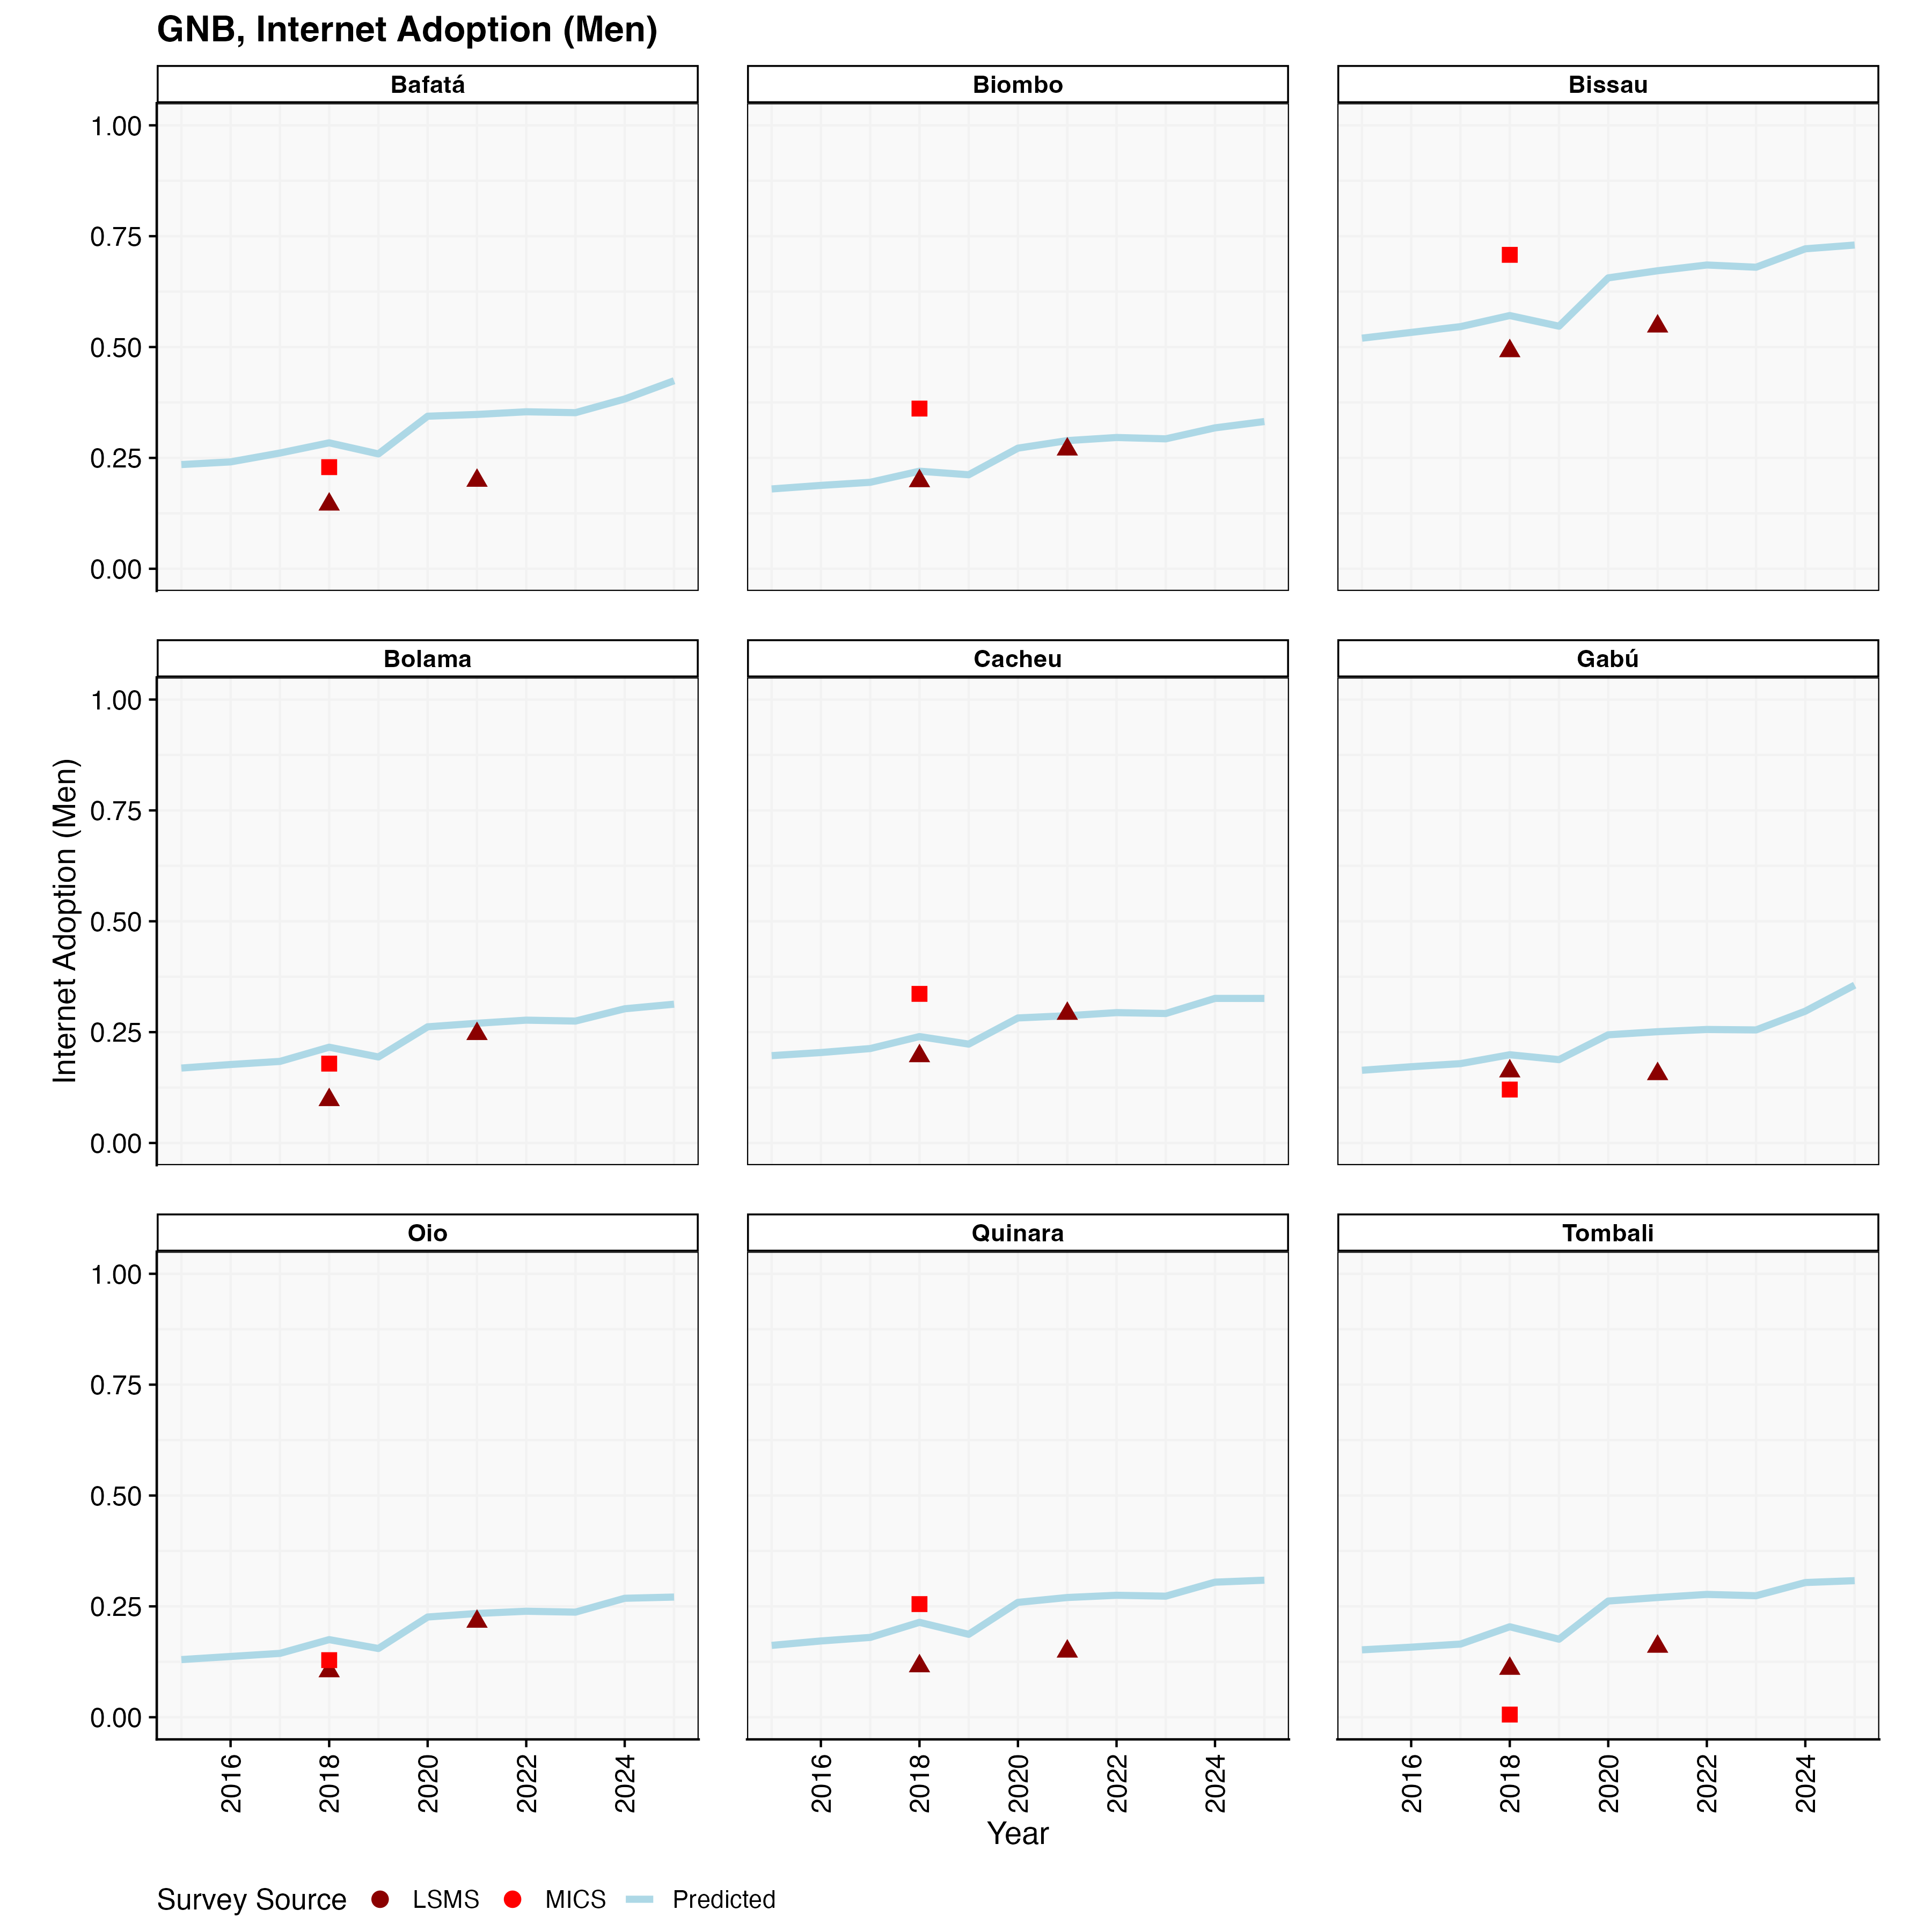 GNB, Internet Adoption (Men)
Bafatá
Biombo
Bissau
1.00
0.75
0.50
0.25
0.00
Bolama
Cacheu
Gabú
1.00
0.75
0.50
0.25
0.00
Internet Adoption (Men)
Oio
Quinara
Tombali
1.00
0.75
0.50
0.25
0.00
2016 2018 2020 2022 2024
2016 2018 2020 2022 2024
2016 2018 2020 2022 2024
Year
Survey Source LSMS MICS Predicted